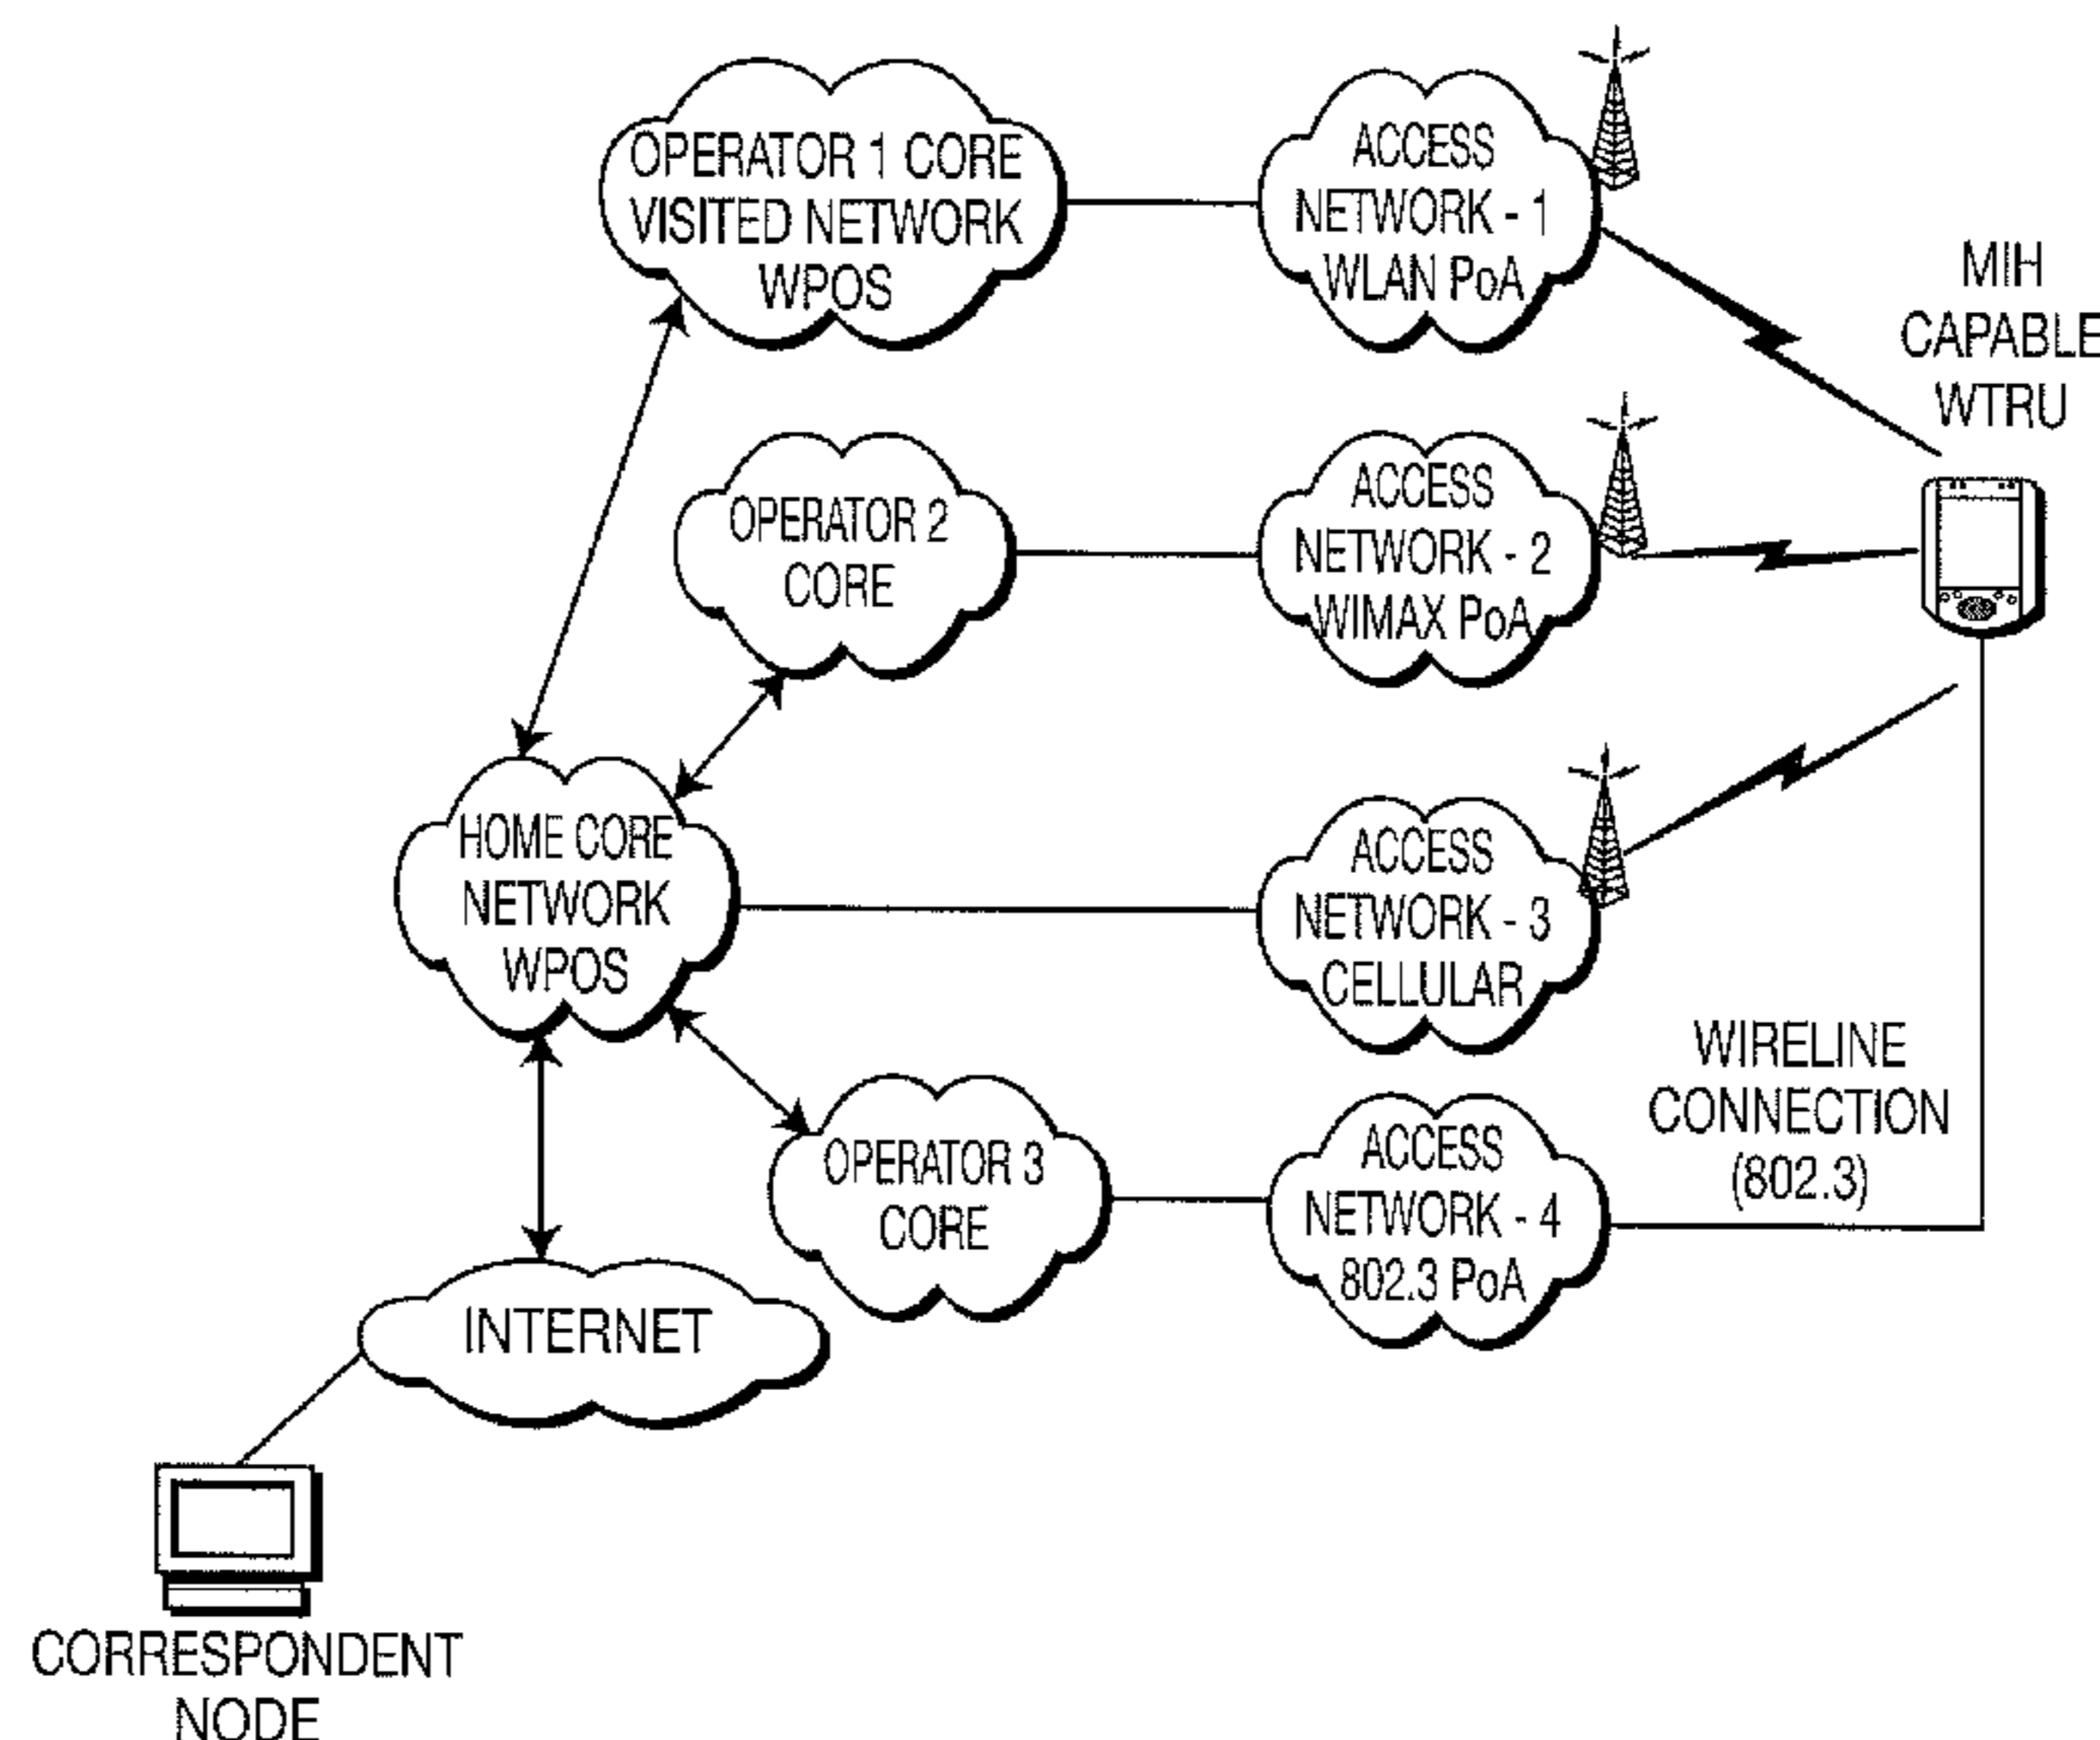 OPERATOR 1 CORE
VISITED NETWORK
WPOS
ACCESS
NETWORK - 1
WLAN PoA
MIH
CAPABLE
WTRU
OPERATOR 2
CORE
ACCESS
NETWORK - 2
WIMAX PoA
HOME CORE
NETWORK
WPOS
ACCESS
NETWORK - 3
CELLULAR
WIRELINE
CONNECTION
(802.3)
OPERATOR 3
CORE
ACCESS
NETWORK - 4
802.3 PoA
INTERNET
CORRESPONDENT
NODE